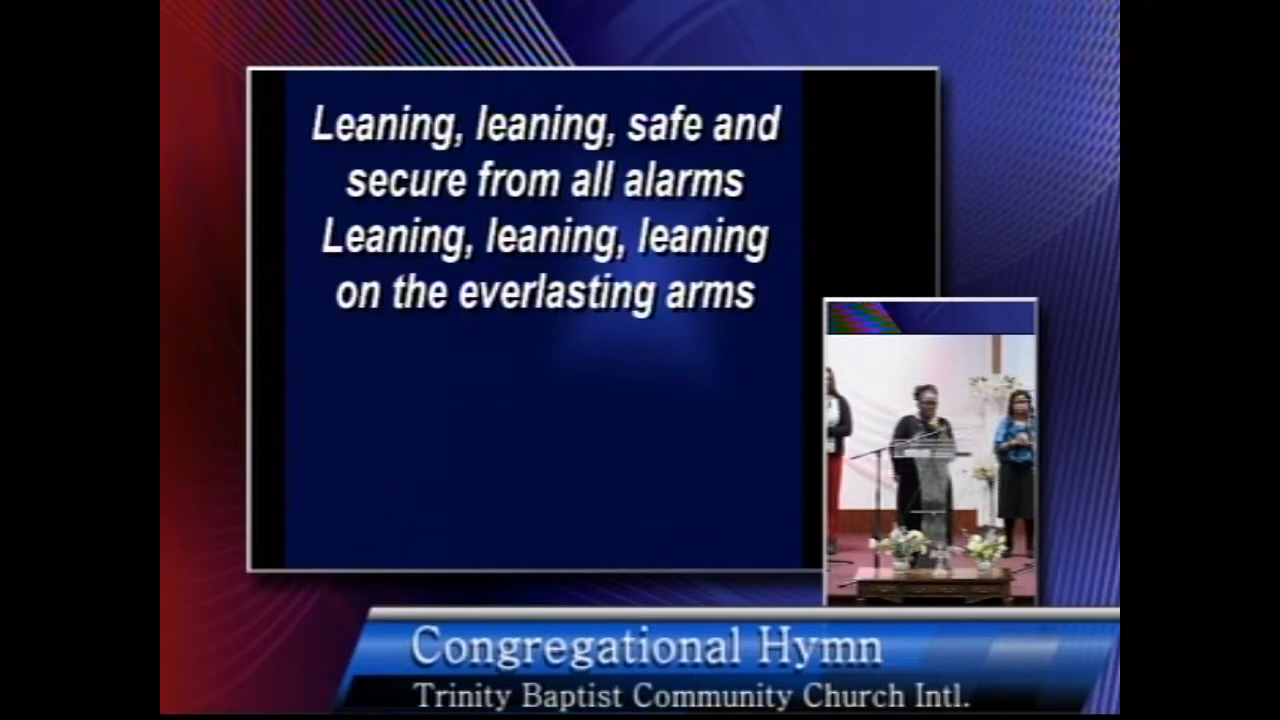 Leaning, leaning, safe and
secure from all alarms
Leaning, leaning, leaning
on the everlasting arms
Congregational Hymn
Trinity Baptist Community Church Intl.